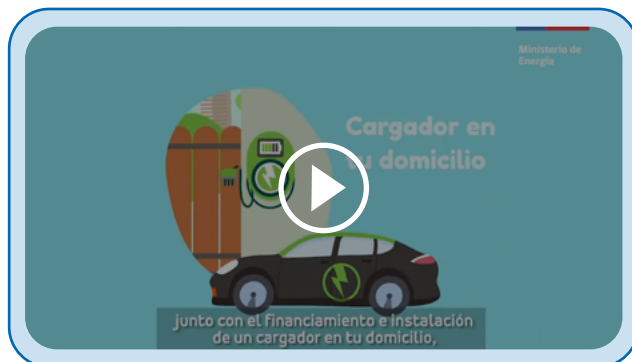 Ministerio de
Energía
Cargador en
tu domicilio
junto con el financiamiento e instalación
de un cargador en tu domicilio,